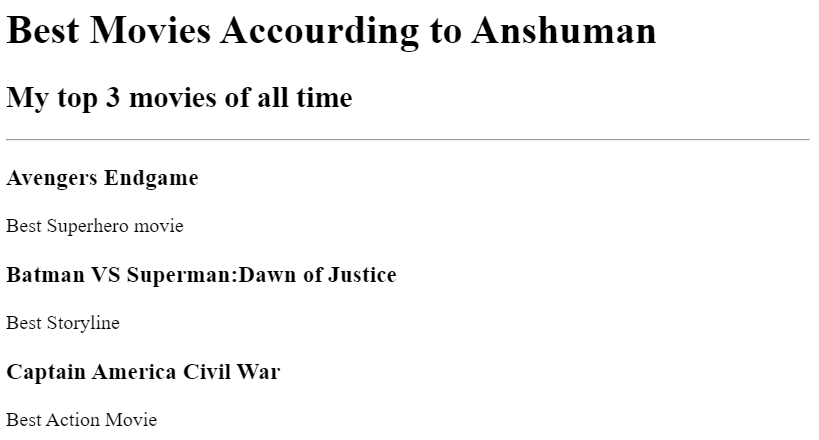 Best Movies Accourding to Anshuman
My top 3 movies of all time
Avengers Endgame
Best Superhero movie
Batman VS Superman:Dawn of Justice
Best Storyline
Captain America Civil War
Best Action Movie